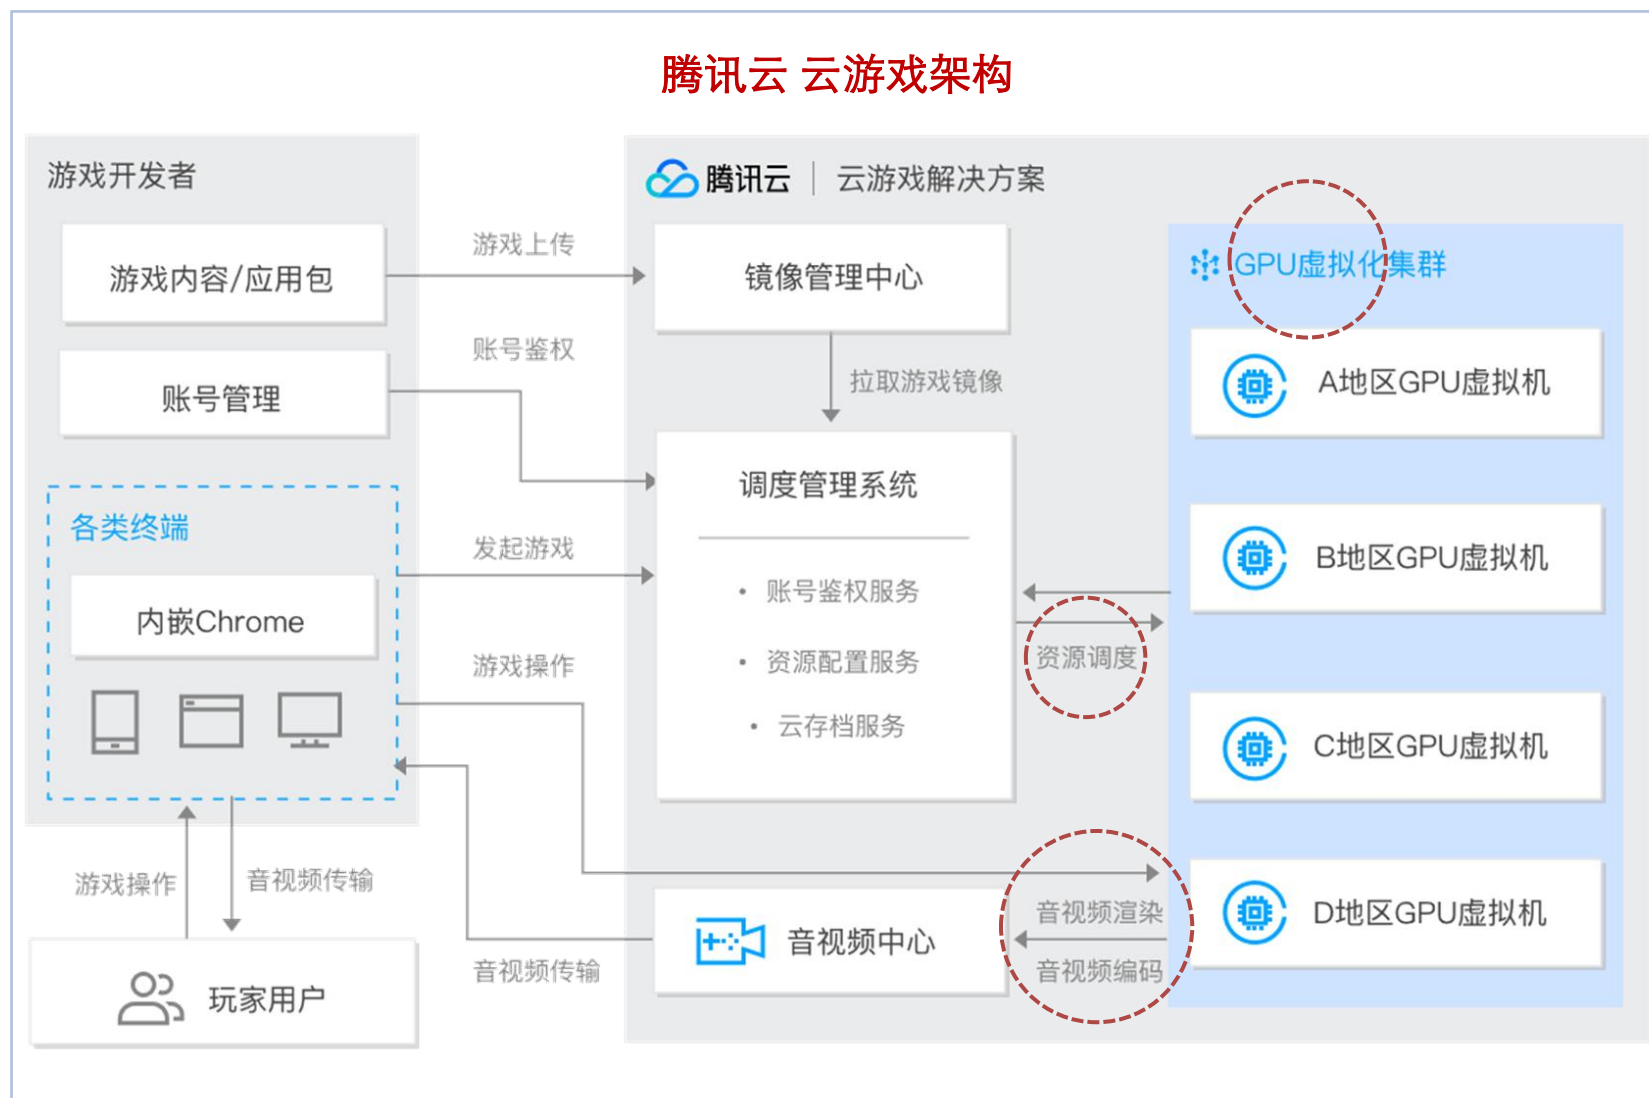 腾讯云 云游戏架构
游戏开发者
游戏内容/应用包
账号管理
各类终端
内嵌Chrome
游戏操作
音视频传输
玩家用户
游戏上传
账号鉴权
发起游戏
游戏操作
音视频传输
腾讯云 | 云游戏解决方案
镜像管理中心
拉取游戏镜像
调度管理系统
• 账号鉴权服务
• 资源配置服务
• 云存档服务
资源调度
音视频中心
音视频渲染
音视频编码
GPU虚拟化集群
A地区GPU虚拟机
B地区GPU虚拟机
C地区GPU虚拟机
D地区GPU虚拟机